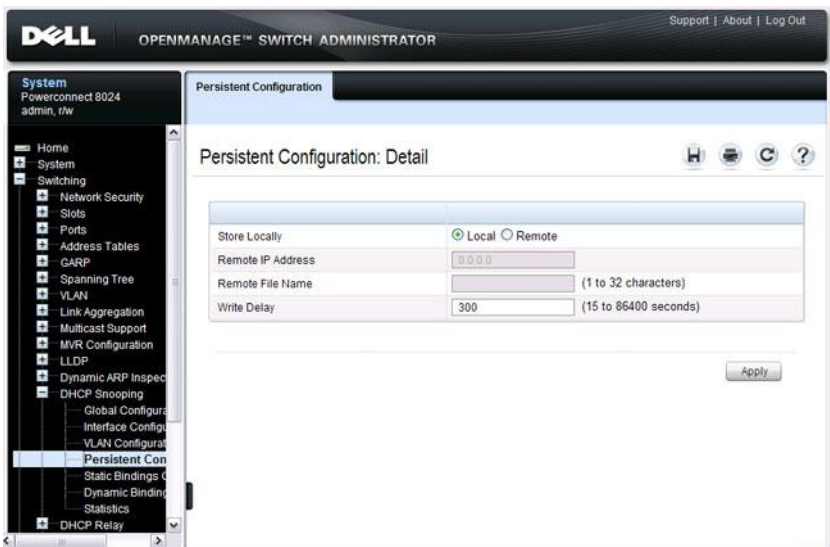 Support | About | Log Out
DELL
OPENMANAGE™ SWITCH ADMINISTRATOR
System
Powerconnect 8024
admin, r/w
Persistent Configuration
Home
System
Switching
Network Security
Slots
Ports
Address Tables
GARP
Spanning Tree
VLAN
Link Aggregation
Multicast Support
MVR Configuration
LLDP
Dynamic ARP Inspec
DHCP Snooping
Global Configura
Interface Configu
VLAN Configurat
Persistent Con
Static Bindings C
Dynamic Binding
Statistics
DHCP Relay
Persistent Configuration: Detail
?
Store Locally Local Remote
Remote IP Address 0.0.0.0
Remote File Name (1 to 32 characters)
Write Delay 300 (15 to 86400 seconds)
Apply